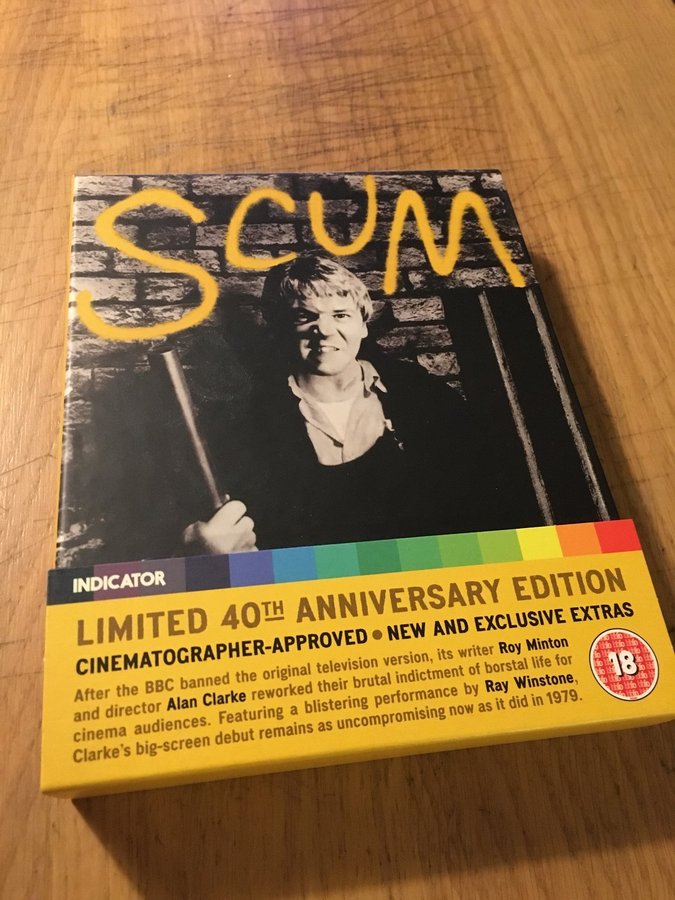 SCUM
INDICATOR
LIMITED 40TH ANNIVERSARY EDITION
CINEMATOGRAPHER-APPROVED • NEW AND EXCLUSIVE EXTRAS
After the BBC banned the original television version, its writer Roy Minton
and director Alan Clarke reworked their brutal indictment of borstal life for
cinema audiences. Featuring a blistering performance by Ray Winstone,
Clarke's big-screen debut remains as uncompromising now as it did in 1979.
18